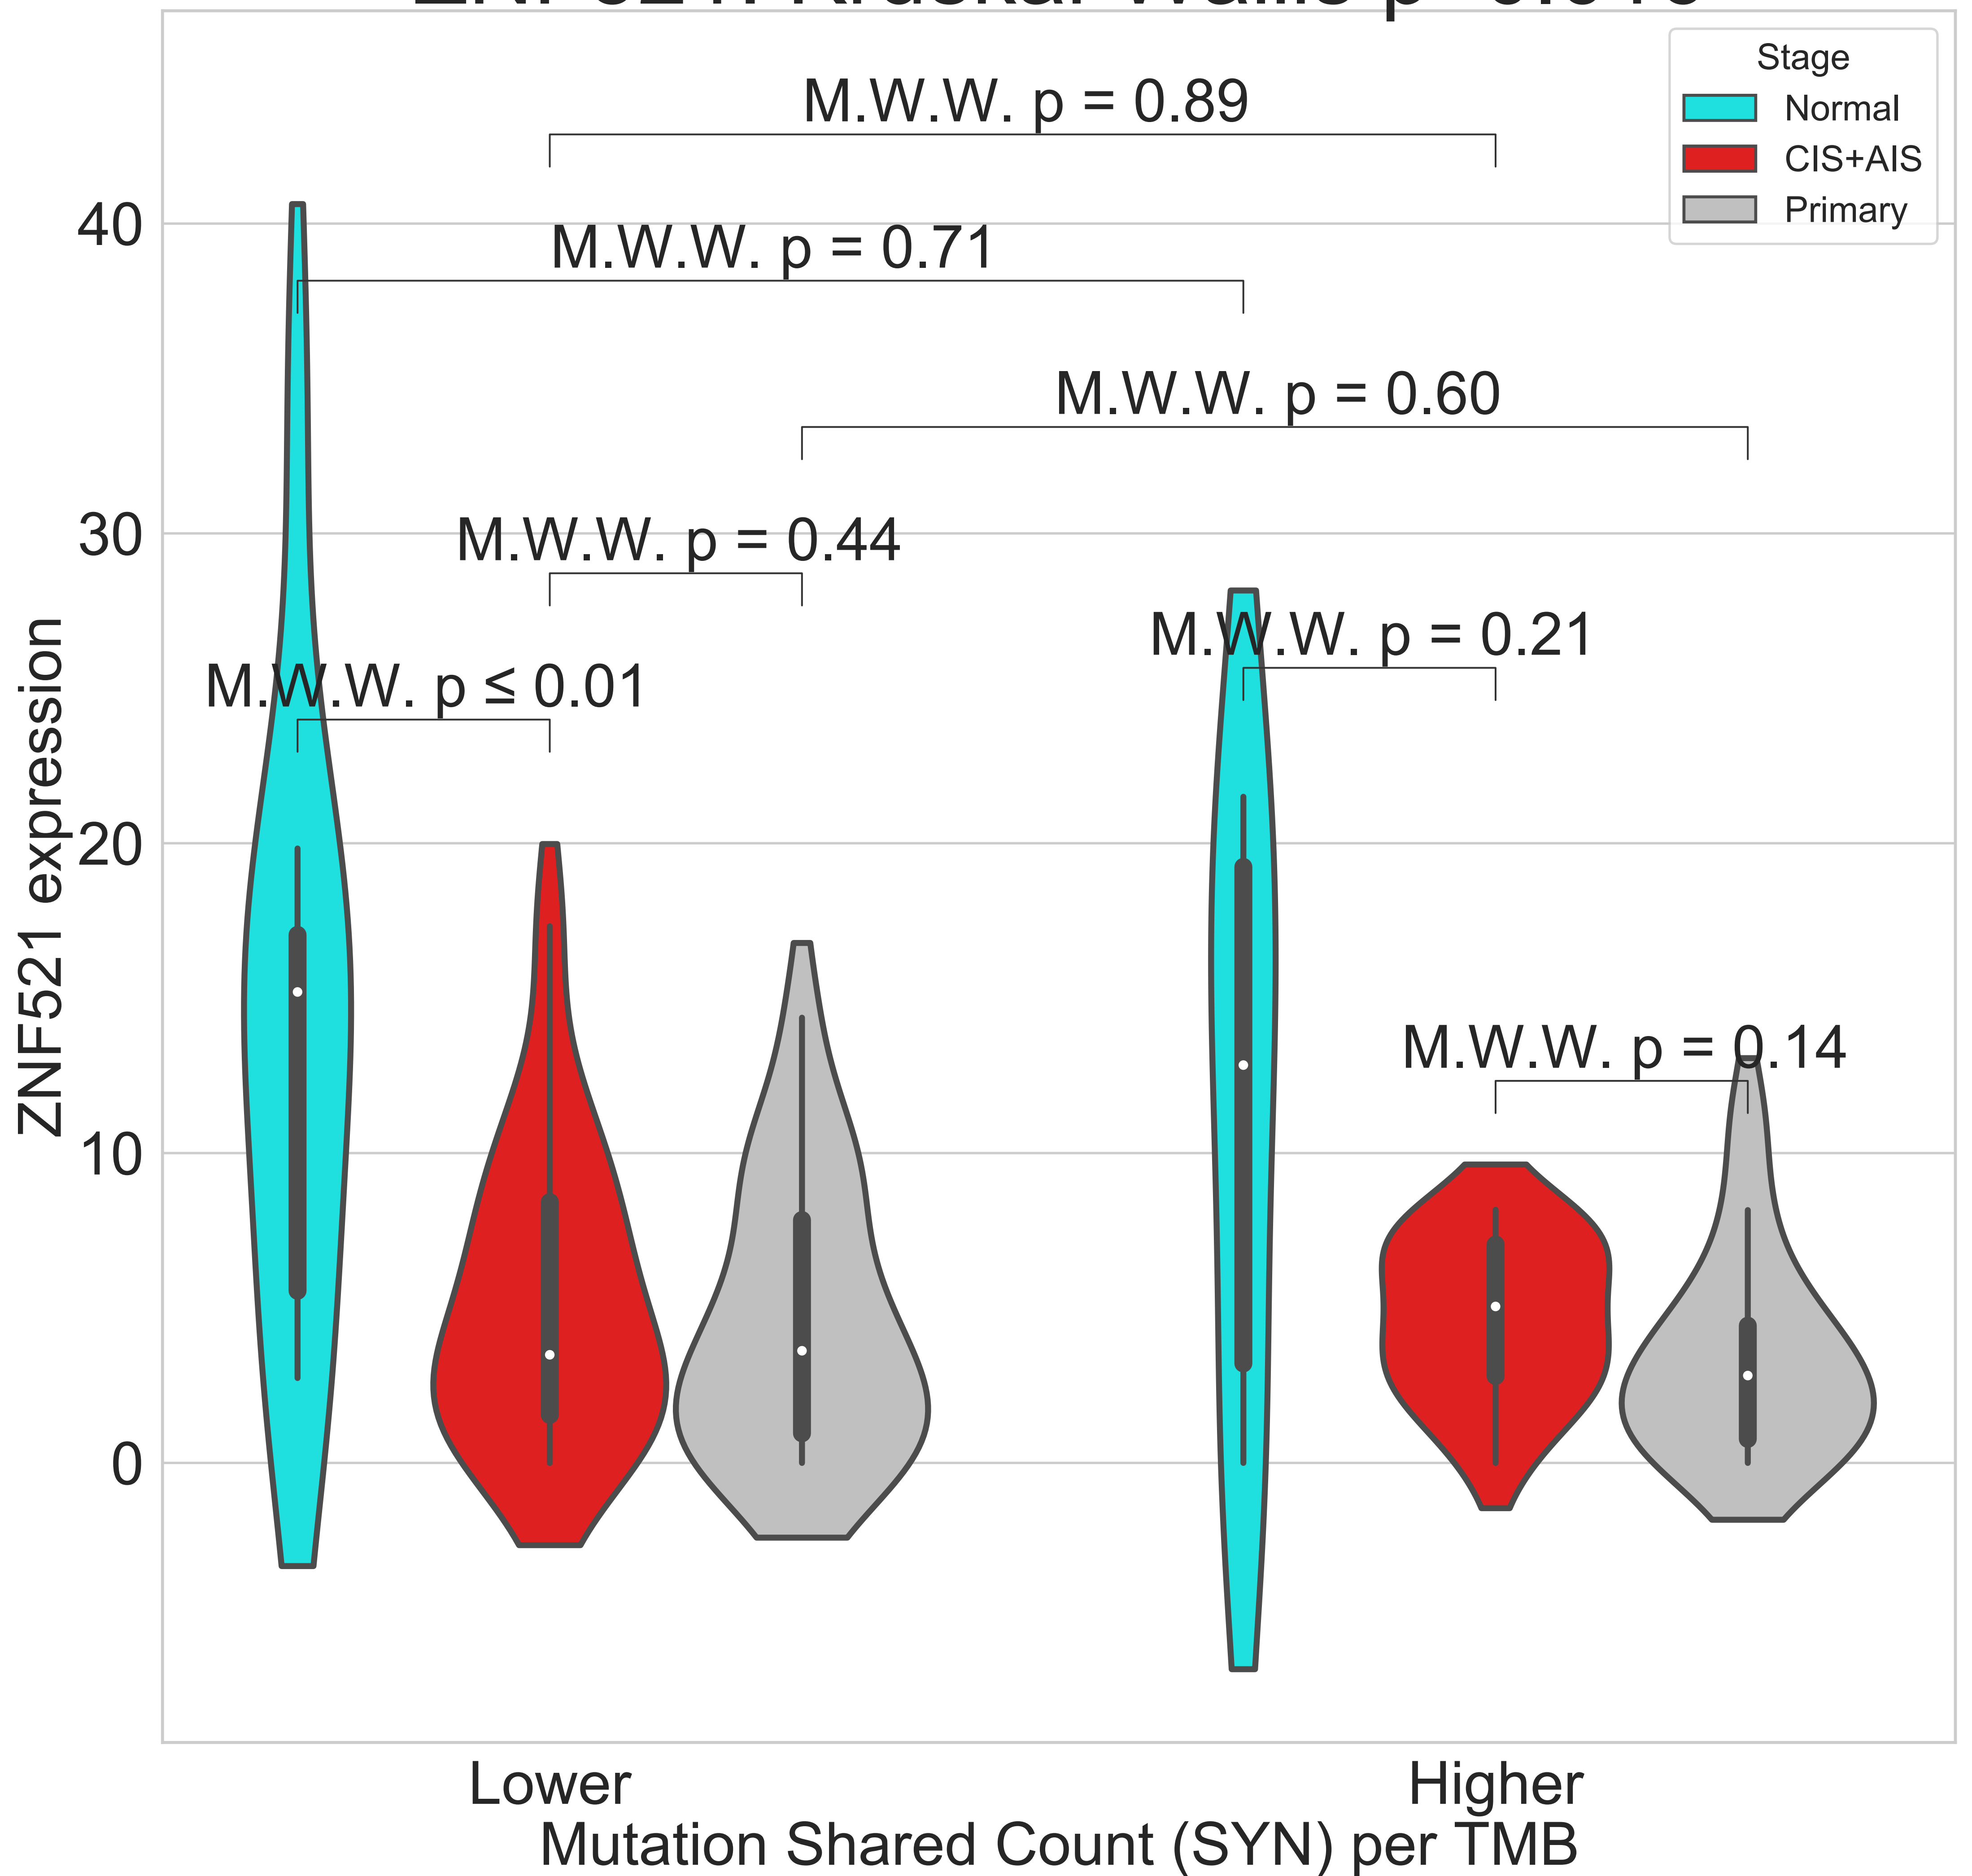 Stage
Normal
CIS+AIS
Primary
M.W.W. p = 0.89
M.W.W. p = 0.71
M.W.W. p = 0.60
M.W.W. p = 0.44
M.W.W. p = 0.21
M.W.W. p ≤ 0.01
M.W.W. p = 0.14
40
30
20
10
0
ZNF521 expression
Lower
Higher
Mutation Shared Count (SYN) per TMB